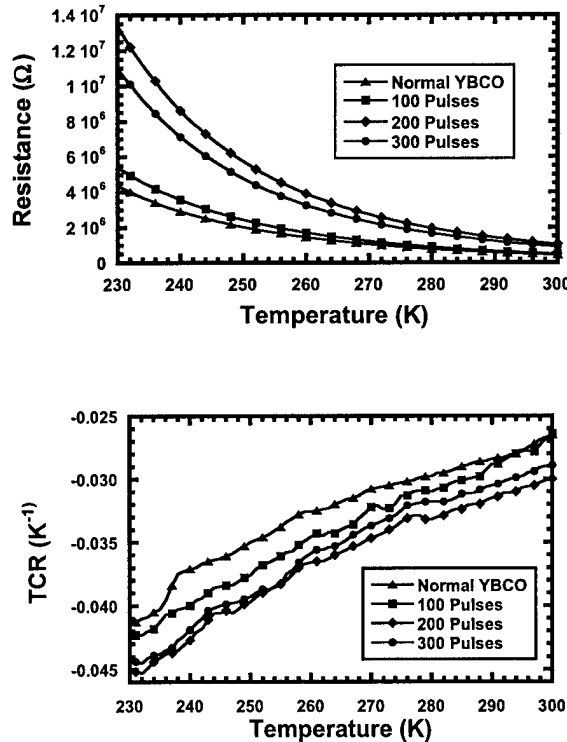 1.4 10⁷
1.2 10⁷
1 10⁷
8 10⁶
6 10⁶
4 10⁶
2 10⁶
0
Resistance (Ω)
Normal YBCO
100 Pulses
200 Pulses
300 Pulses
230 240 250 260 270 280 290 300
Temperature (K)
-0.025
-0.030
-0.035
-0.040
-0.045
TCR (K⁻¹)
Normal YBCO
100 Pulses
200 Pulses
300 Pulses
230 240 250 260 270 280 290 300
Temperature (K)